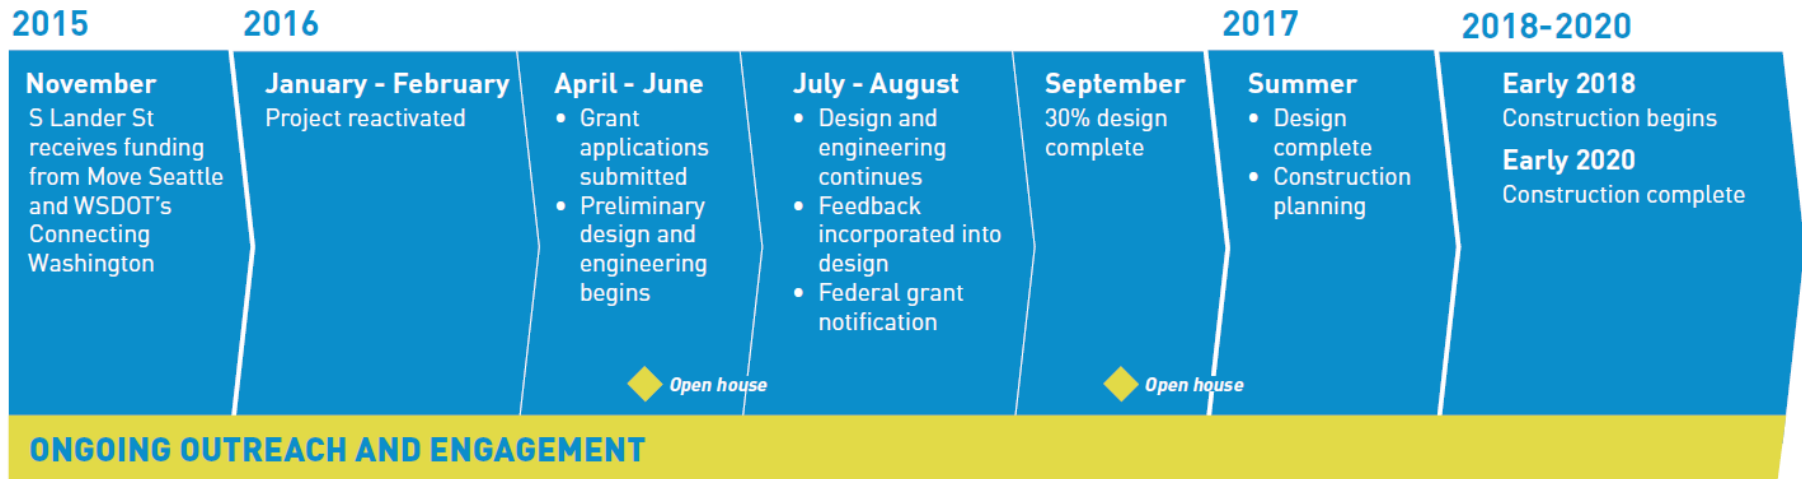 2015
November
S Lander St
receives funding
from Move Seattle
and WSDOT’s
Connecting
Washington
2016
January - February
Project reactivated
April - June
• Grant
applications
submitted
• Preliminary
design and
engineering
begins
Open house
July - August
• Design and
engineering
continues
• Feedback
incorporated into
design
• Federal grant
notification
September
30% design
complete
Open house
2017
Summer
• Design
complete
• Construction
planning
2018-2020
Early 2018
Construction begins
Early 2020
Construction complete
ONGOING OUTREACH AND ENGAGEMENT